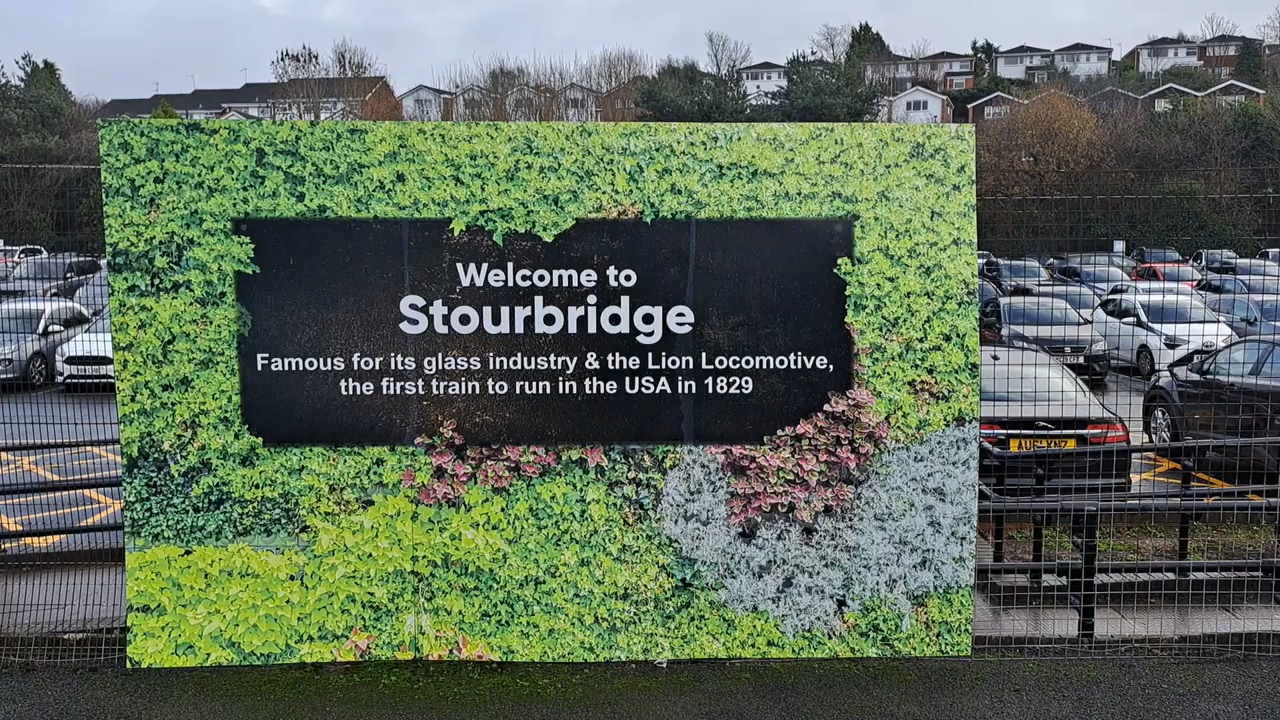 Welcome to
Stourbridge
Famous for its glass industry & the Lion Locomotive,
the first train to run in the USA in 1829